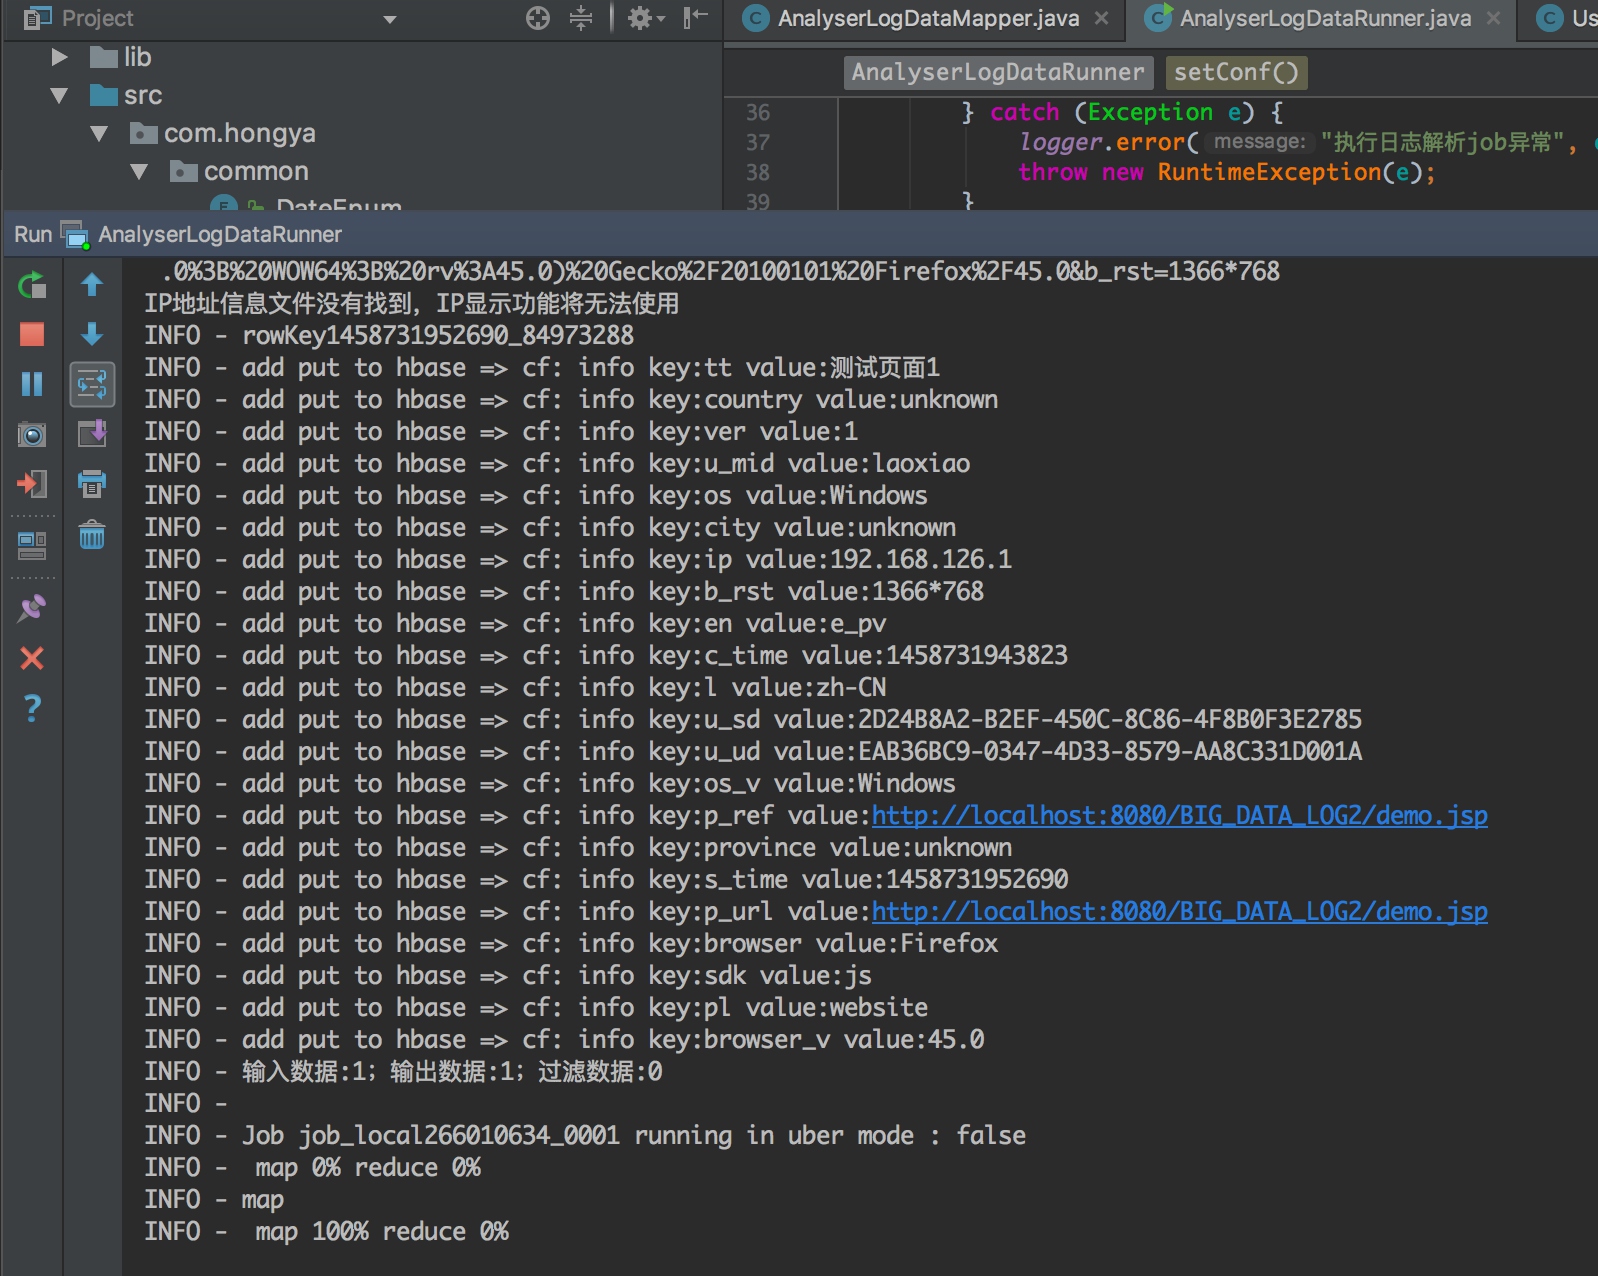 Project
AnalyserLogDataMapper.java
AnalyserLogDataRunner.java
Us
lib
src
com.hongya
common
DateEnum
AnalyserLogDataRunner
setConf()
36 } catch (Exception e) {
37 logger.error( message: "执行日志解析job异常",
38 throw new RuntimeException(e);
39 }
Run AnalyserLogDataRunner
.0%3B%20WOW64%3B%20rv%3A45.0)%20Gecko%2F20100101%20Firefox%2F45.0&b_rst=1366*768
IP地址信息文件没有找到，IP显示功能将无法使用
INFO - rowKey1458731952690_84973288
INFO - add put to hbase => cf: info key:tt value:测试页面1
INFO - add put to hbase => cf: info key:country value:unknown
INFO - add put to hbase => cf: info key:ver value:1
INFO - add put to hbase => cf: info key:u_mid value:laoxiao
INFO - add put to hbase => cf: info key:os value:Windows
INFO - add put to hbase => cf: info key:city value:unknown
INFO - add put to hbase => cf: info key:ip value:192.168.126.1
INFO - add put to hbase => cf: info key:b_rst value:1366*768
INFO - add put to hbase => cf: info key:en value:e_pv
INFO - add put to hbase => cf: info key:c_time value:1458731943823
INFO - add put to hbase => cf: info key:l value:zh-CN
INFO - add put to hbase => cf: info key:u_sd value:2D24B8A2-B2EF-450C-8C86-4F8B0F3E2785
INFO - add put to hbase => cf: info key:u_ud value:EAB36BC9-0347-4D33-8579-AA8C331D001A
INFO - add put to hbase => cf: info key:os_v value:Windows
INFO - add put to hbase => cf: info key:p_ref value:http://localhost:8080/BIG_DATA_LOG2/demo.jsp
INFO - add put to hbase => cf: info key:province value:unknown
INFO - add put to hbase => cf: info key:s_time value:1458731952690
INFO - add put to hbase => cf: info key:p_url value:http://localhost:8080/BIG_DATA_LOG2/demo.jsp
INFO - add put to hbase => cf: info key:browser value:Firefox
INFO - add put to hbase => cf: info key:sdk value:js
INFO - add put to hbase => cf: info key:pl value:website
INFO - add put to hbase => cf: info key:browser_v value:45.0
INFO - 输入数据:1；输出数据:1；过滤数据:0
INFO -
INFO - Job job_local266010634_0001 running in uber mode : false
INFO -  map 0% reduce 0%
INFO - map
INFO -  map 100% reduce 0%